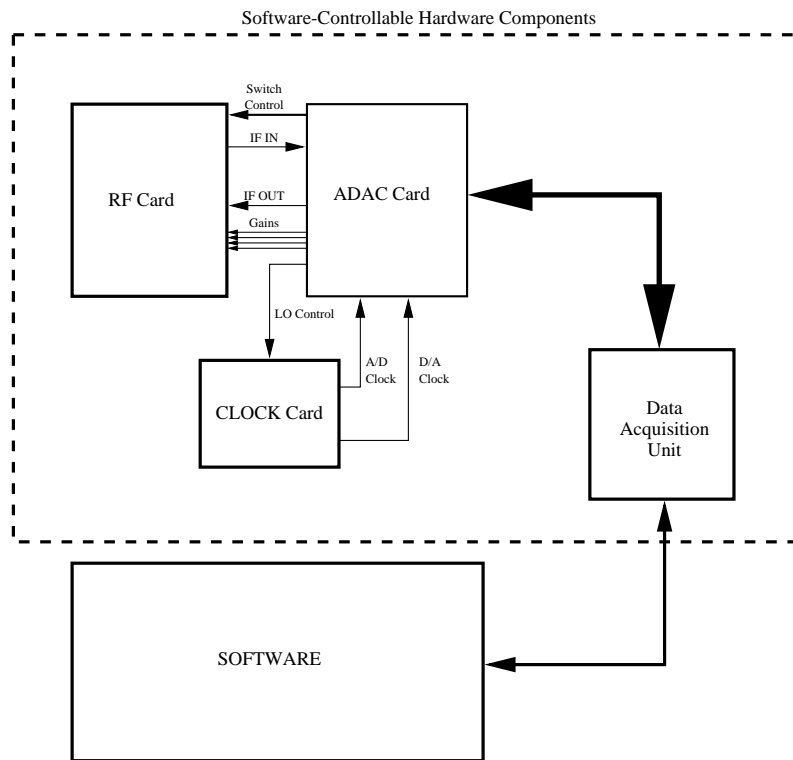 Software-Controllable Hardware Components
Switch
Control
IF IN
RF Card
ADAC Card
IF OUT
Gains
LO Control
A/D
Clock
D/A
Clock
CLOCK Card
Data
Acquisition
Unit
SOFTWARE